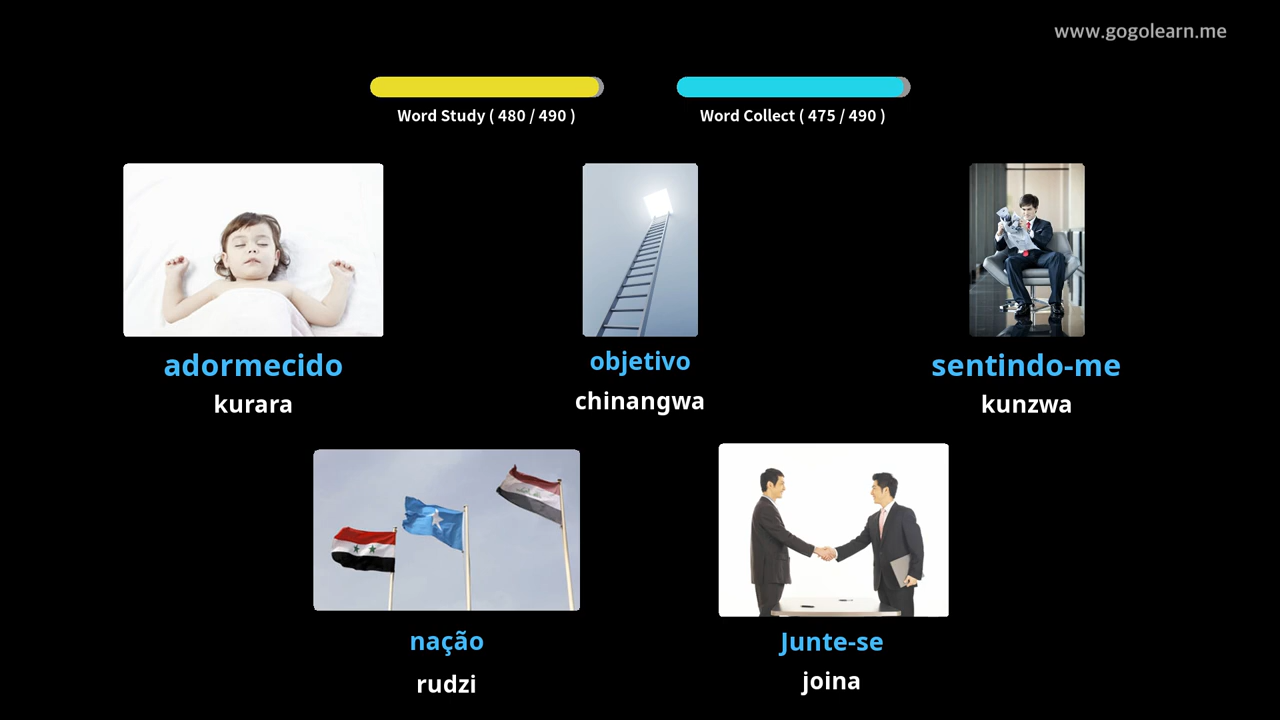 www.gogolearn.me
Word Study ( 480 / 490 )
Word Collect ( 475 / 490 )
adormecido
kurara
objetivo
chinangwa
sentindo-me
kunzwa
nação
rudzi
Junte-se
joina